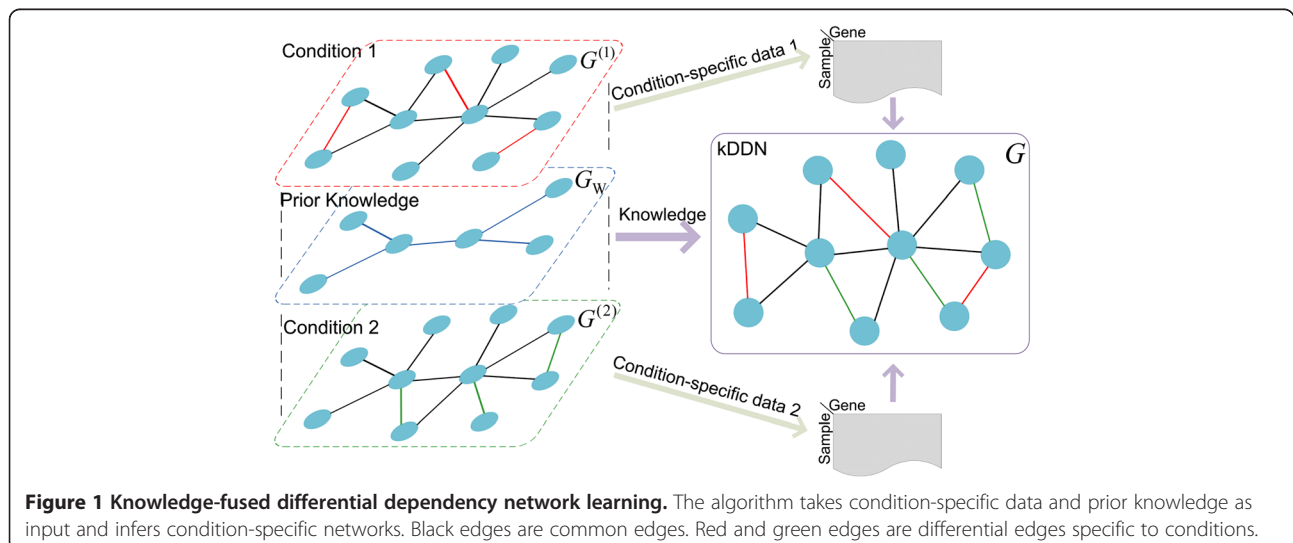 Condition 1
G(1)
Condition-specific data 1
Gene
Sample
Prior Knowledge
GW
Knowledge
kDDN
G
Condition 2
G(2)
Condition-specific data 2
Gene
Sample
Figure 1 Knowledge-fused differential dependency network learning. The algorithm takes condition-specific data and prior knowledge as
input and infers condition-specific networks. Black edges are common edges. Red and green edges are differential edges specific to conditions.